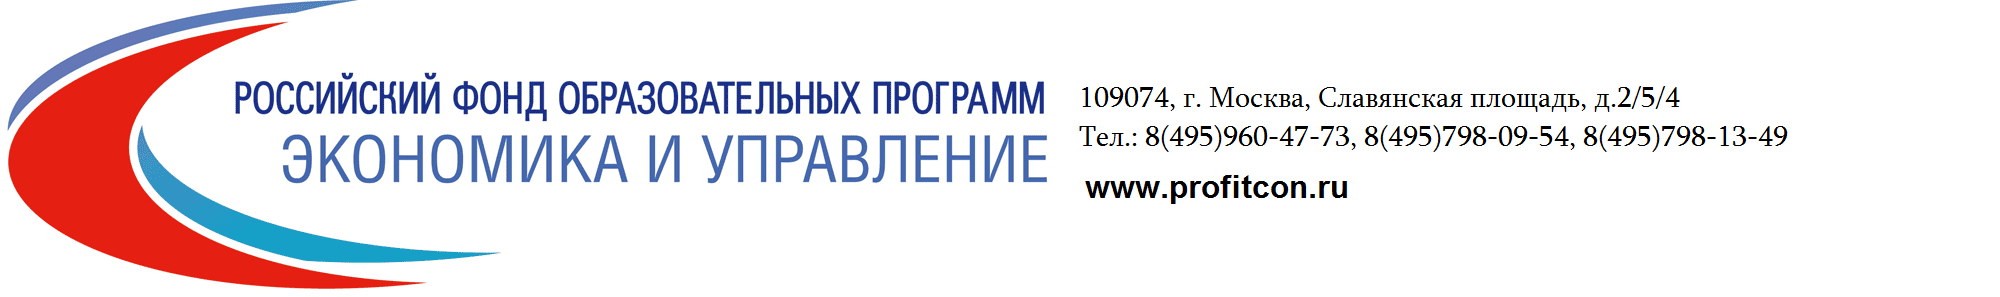 РОССИЙСКИЙ ФОНД ОБРАЗОВАТЕЛЬНЫХ ПРОГРАММ
ЭКОНОМИКА И УПРАВЛЕНИЕ
109074, г. Москва, Славянская площадь, д.2/5/4
Тел.: 8(495)960-47-73, 8(495)798-09-54, 8(495)798-13-49
www.profitcon.ru